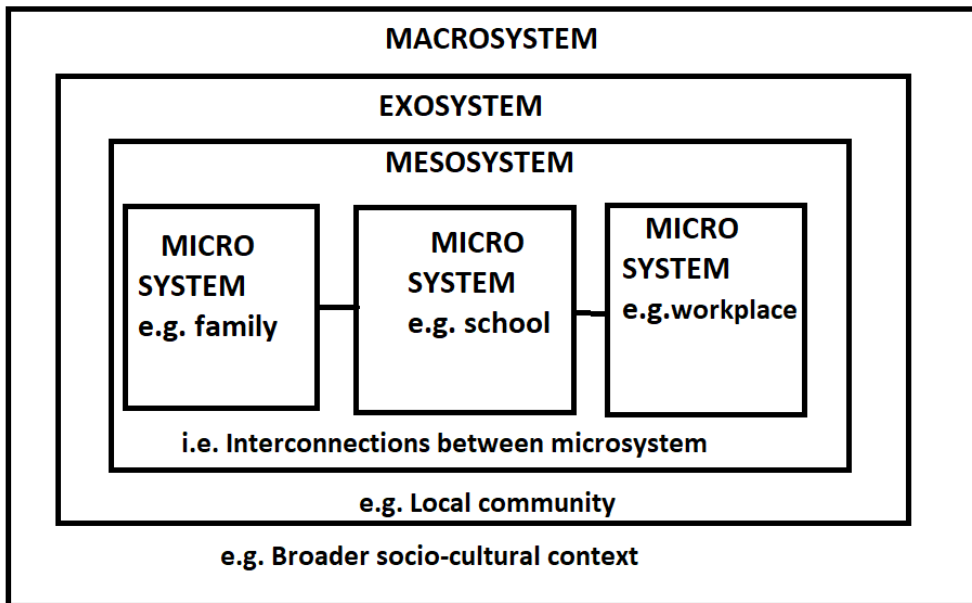 MACROSYSTEM
EXOSYSTEM
MESOSYSTEM
MICRO
SYSTEM
e.g. family
MICRO
SYSTEM
e.g. school
MICRO
SYSTEM
e.g.workplace
i.e. Interconnections between microsystem
e.g. Local community
e.g. Broader socio-cultural context